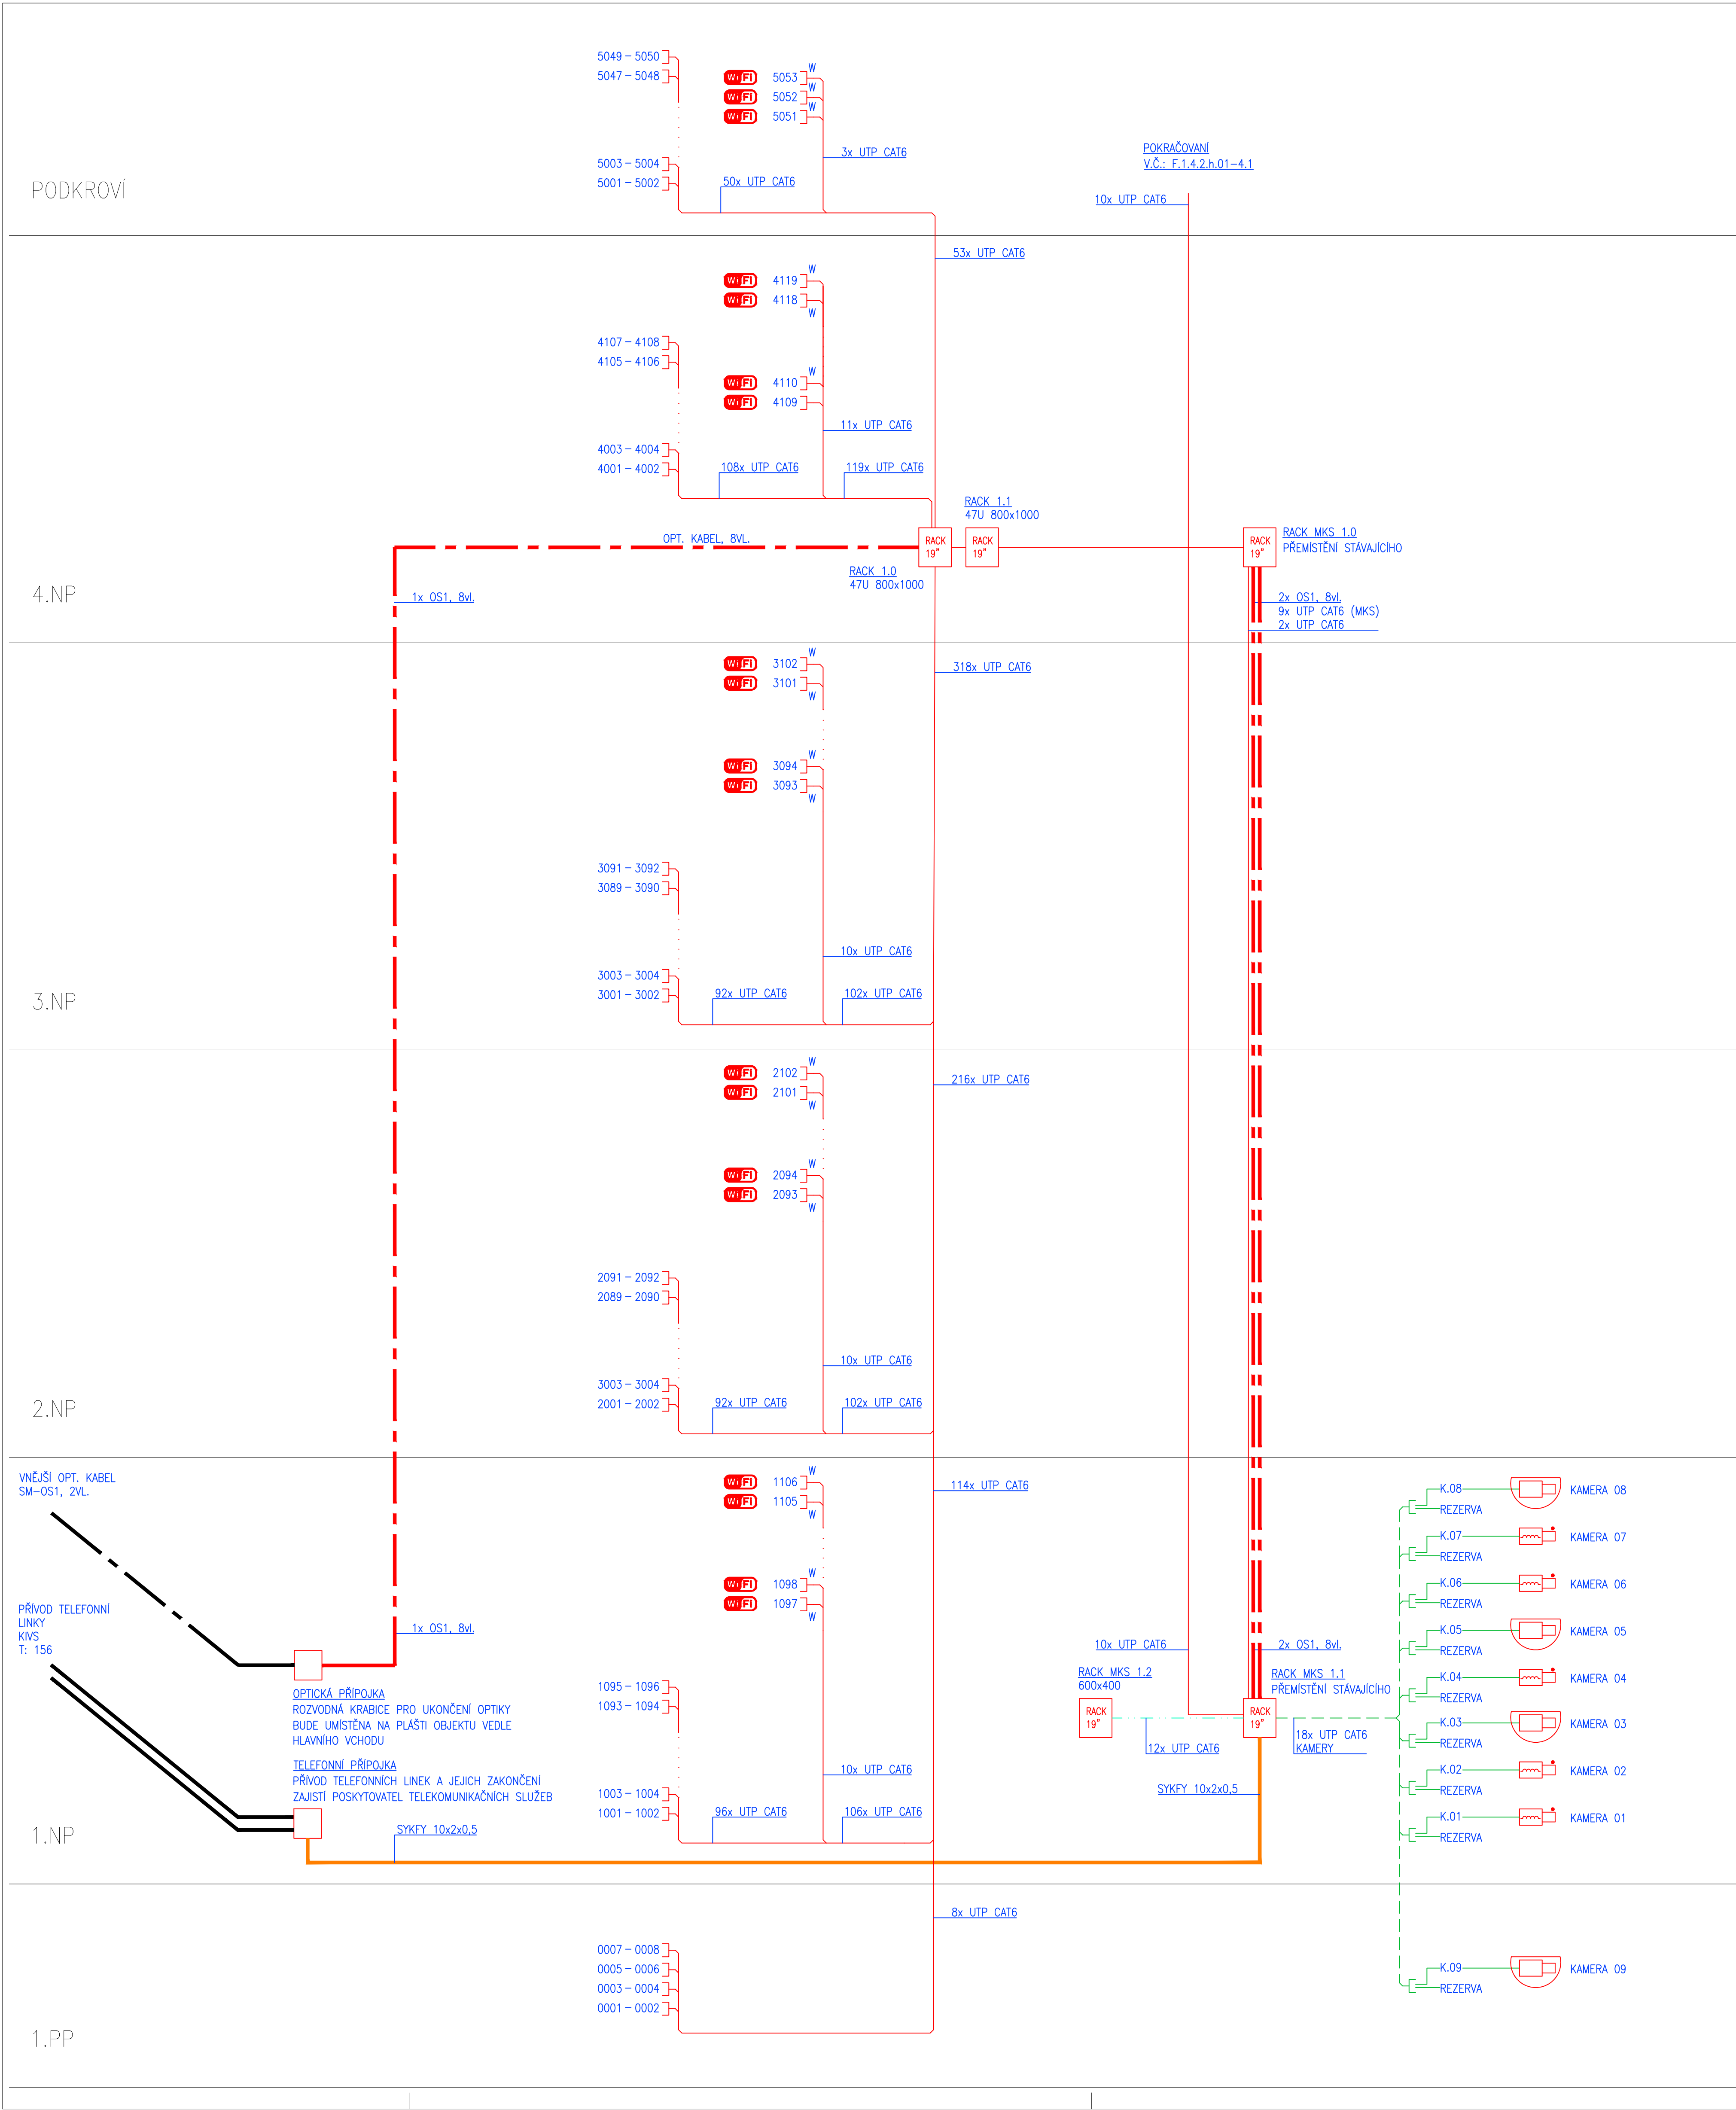 5049 – 5050
5047 – 5048
WiFi 5053 W
WiFi 5052 W
WiFi 5051 W
3x UTP CAT6
5003 – 5004
5001 – 5002
50x UTP CAT6
PODKROVÍ
POKRAČOVANÍ
V.Č.: F.1.4.2.h.01–4.1
10x UTP CAT6
53x UTP CAT6
WiFi 4119 W
WiFi 4118 W
4107 – 4108
4105 – 4106
WiFi 4110 W
WiFi 4109
11x UTP CAT6
4003 – 4004
4001 – 4002
108x UTP CAT6
119x UTP CAT6
RACK 1.1
47U 800x1000
OPT. KABEL, 8VL.
RACK
19"
RACK
19"
RACK
19"
RACK MKS 1.0
PŘEMÍSTĚNÍ STÁVAJÍCÍHO
RACK 1.0
47U 800x1000
4.NP
1x OS1, 8vl.
2x OS1, 8vl.
9x UTP CAT6 (MKS)
2x UTP CAT6
WiFi 3102 W
WiFi 3101 W
318x UTP CAT6
WiFi 3094 W
WiFi 3093 W
3091 – 3092
3089 – 3090
10x UTP CAT6
3003 – 3004
3001 – 3002
92x UTP CAT6
102x UTP CAT6
3.NP
WiFi 2102 W
WiFi 2101 W
216x UTP CAT6
WiFi 2094 W
WiFi 2093 W
2091 – 2092
2089 – 2090
10x UTP CAT6
3003 – 3004
2001 – 2002
92x UTP CAT6
102x UTP CAT6
2.NP
VNĚJŠÍ OPT. KABEL
SM–OS1, 2VL.
WiFi 1106 W
WiFi 1105 W
114x UTP CAT6
WiFi 1098 W
WiFi 1097 W
PŘÍVOD TELEFONNÍ
LINKY
KIVS
T: 156
1x OS1, 8vl.
OPTICKÁ PŘÍPOJKA
ROZVODNÁ KRABICE PRO UKONČENÍ OPTIKY
BUDE UMÍSTĚNA NA PLÁŠTI OBJEKTU VEDLE
HLAVNÍHO VCHODU
TELEFONNÍ PŘÍPOJKA
PŘÍVOD TELEFONNÍCH LINEK A JEJICH ZAKONČENÍ
ZAJISTÍ POSKYTOVATEL TELEKOMUNIKAČNÍCH SLUŽEB
SYKFY 10x2x0,5
1095 – 1096
1093 – 1094
10x UTP CAT6
1003 – 1004
1001 – 1002
96x UTP CAT6
106x UTP CAT6
1.NP
10x UTP CAT6
2x OS1, 8vl.
RACK MKS 1.2
600x400
RACK MKS 1.1
PŘEMÍSTĚNÍ STÁVAJÍCÍHO
RACK
19"
RACK
19"
12x UTP CAT6
18x UTP CAT6
KAMERY
SYKFY 10x2x0,5
K.08 KAMERA 08
REZERVA
K.07 KAMERA 07
REZERVA
K.06 KAMERA 06
REZERVA
K.05 KAMERA 05
REZERVA
K.04 KAMERA 04
REZERVA
K.03 KAMERA 03
REZERVA
K.02 KAMERA 02
REZERVA
K.01 KAMERA 01
REZERVA
8x UTP CAT6
0007 – 0008
0005 – 0006
0003 – 0004
0001 – 0002
K.09 KAMERA 09
REZERVA
1.PP